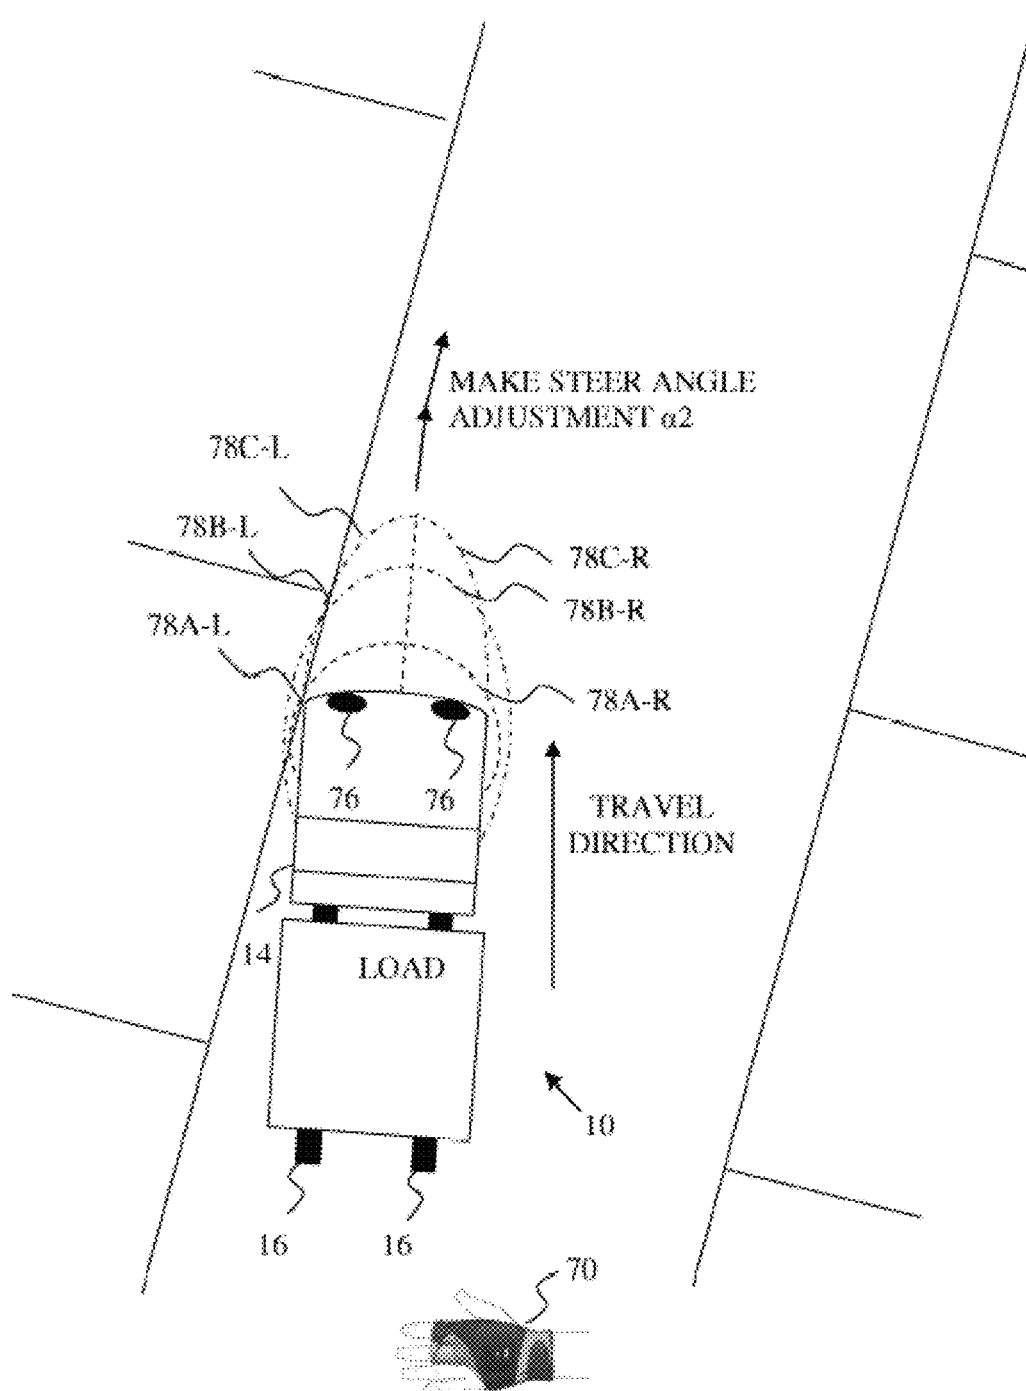 MAKE STEER ANGLE
ADJUSTMENT α2
78C-L
78B-L
78C-R
78B-R
78A-L
78A-R
76
76
TRAVEL
DIRECTION
14
LOAD
10
16
16
70